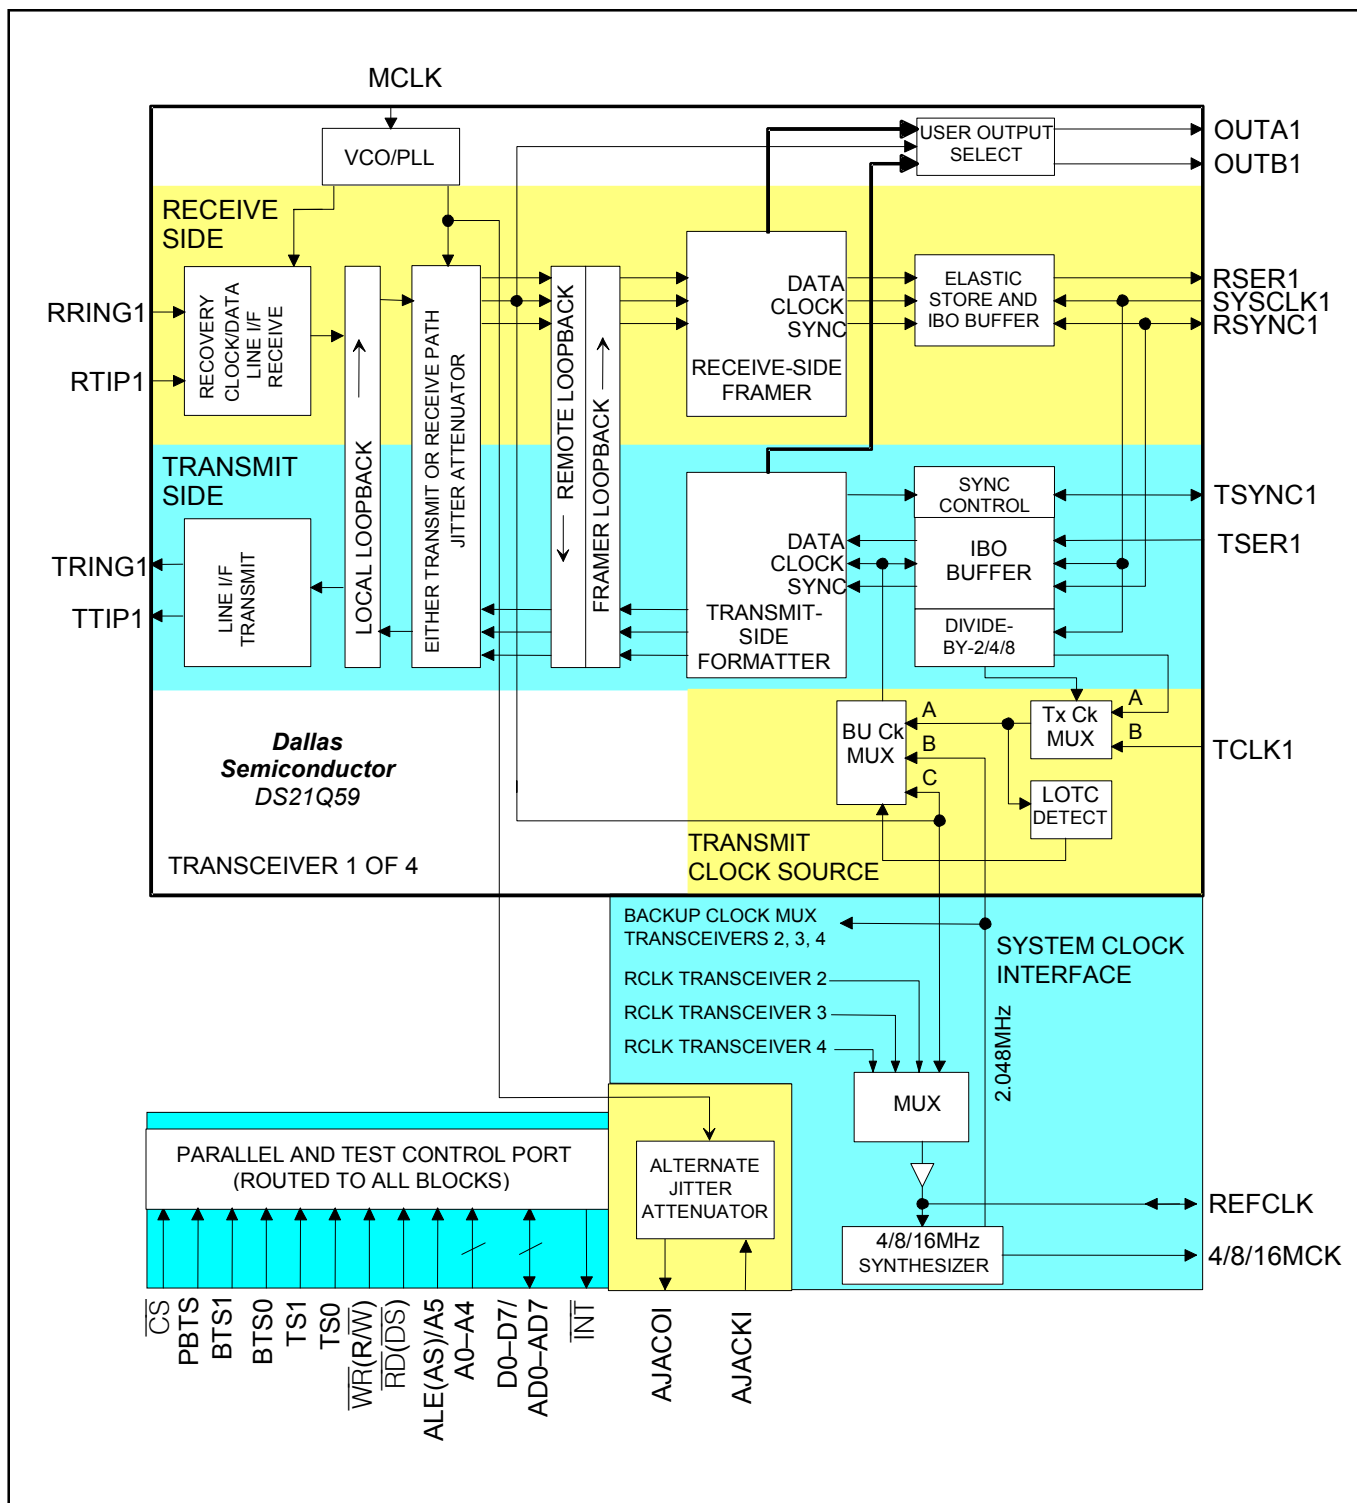 MCLK
VCO/PLL
USER OUTPUT
SELECT
OUTA1
OUTB1
RECEIVE
SIDE
RRING1
RTIP1
RECOVERY
CLOCK/DATA
LINE I/F
RECEIVE
LOCAL LOOPBACK
EITHER TRANSMIT OR RECEIVE PATH
JITTER ATTENUATOR
REMOTE LOOPBACK
FRAMER LOOPBACK
DATA
CLOCK
SYNC
RECEIVE-SIDE
FRAMER
ELASTIC
STORE AND
IBO BUFFER
RSER1
SYSCLK1
RSYNC1
TRANSMIT
SIDE
TRING1
TTIP1
LINE I/F
TRANSMIT
DATA
CLOCK
SYNC
TRANSMIT-
SIDE
FORMATTER
SYNC
CONTROL
IBO
BUFFER
DIVIDE-
BY-2/4/8
TSYNC1
TSER1
Dallas
Semiconductor
DS21Q59
TRANSCEIVER 1 OF 4
BU Ck
MUX
A
B
C
Tx Ck
MUX
A
B
TCLK1
LOTC
DETECT
TRANSMIT
CLOCK SOURCE
BACKUP CLOCK MUX
TRANSCEIVERS 2, 3, 4
SYSTEM CLOCK
INTERFACE
RCLK TRANSCEIVER 2
RCLK TRANSCEIVER 3
RCLK TRANSCEIVER 4
2.048MHz
MUX
PARALLEL AND TEST CONTROL PORT
(ROUTED TO ALL BLOCKS)
ALTERNATE
JITTER
ATTENUATOR
REFCLK
4/8/16MHz
SYNTHESIZER
4/8/16MCK
CS
PBTS
BTS1
BTS0
TS1
TS0
WR(R/W)
RD(DS)
ALE(AS)/A5
A0–A4
D0–D7/
AD0–AD7
INT
AJACOI
AJACKI